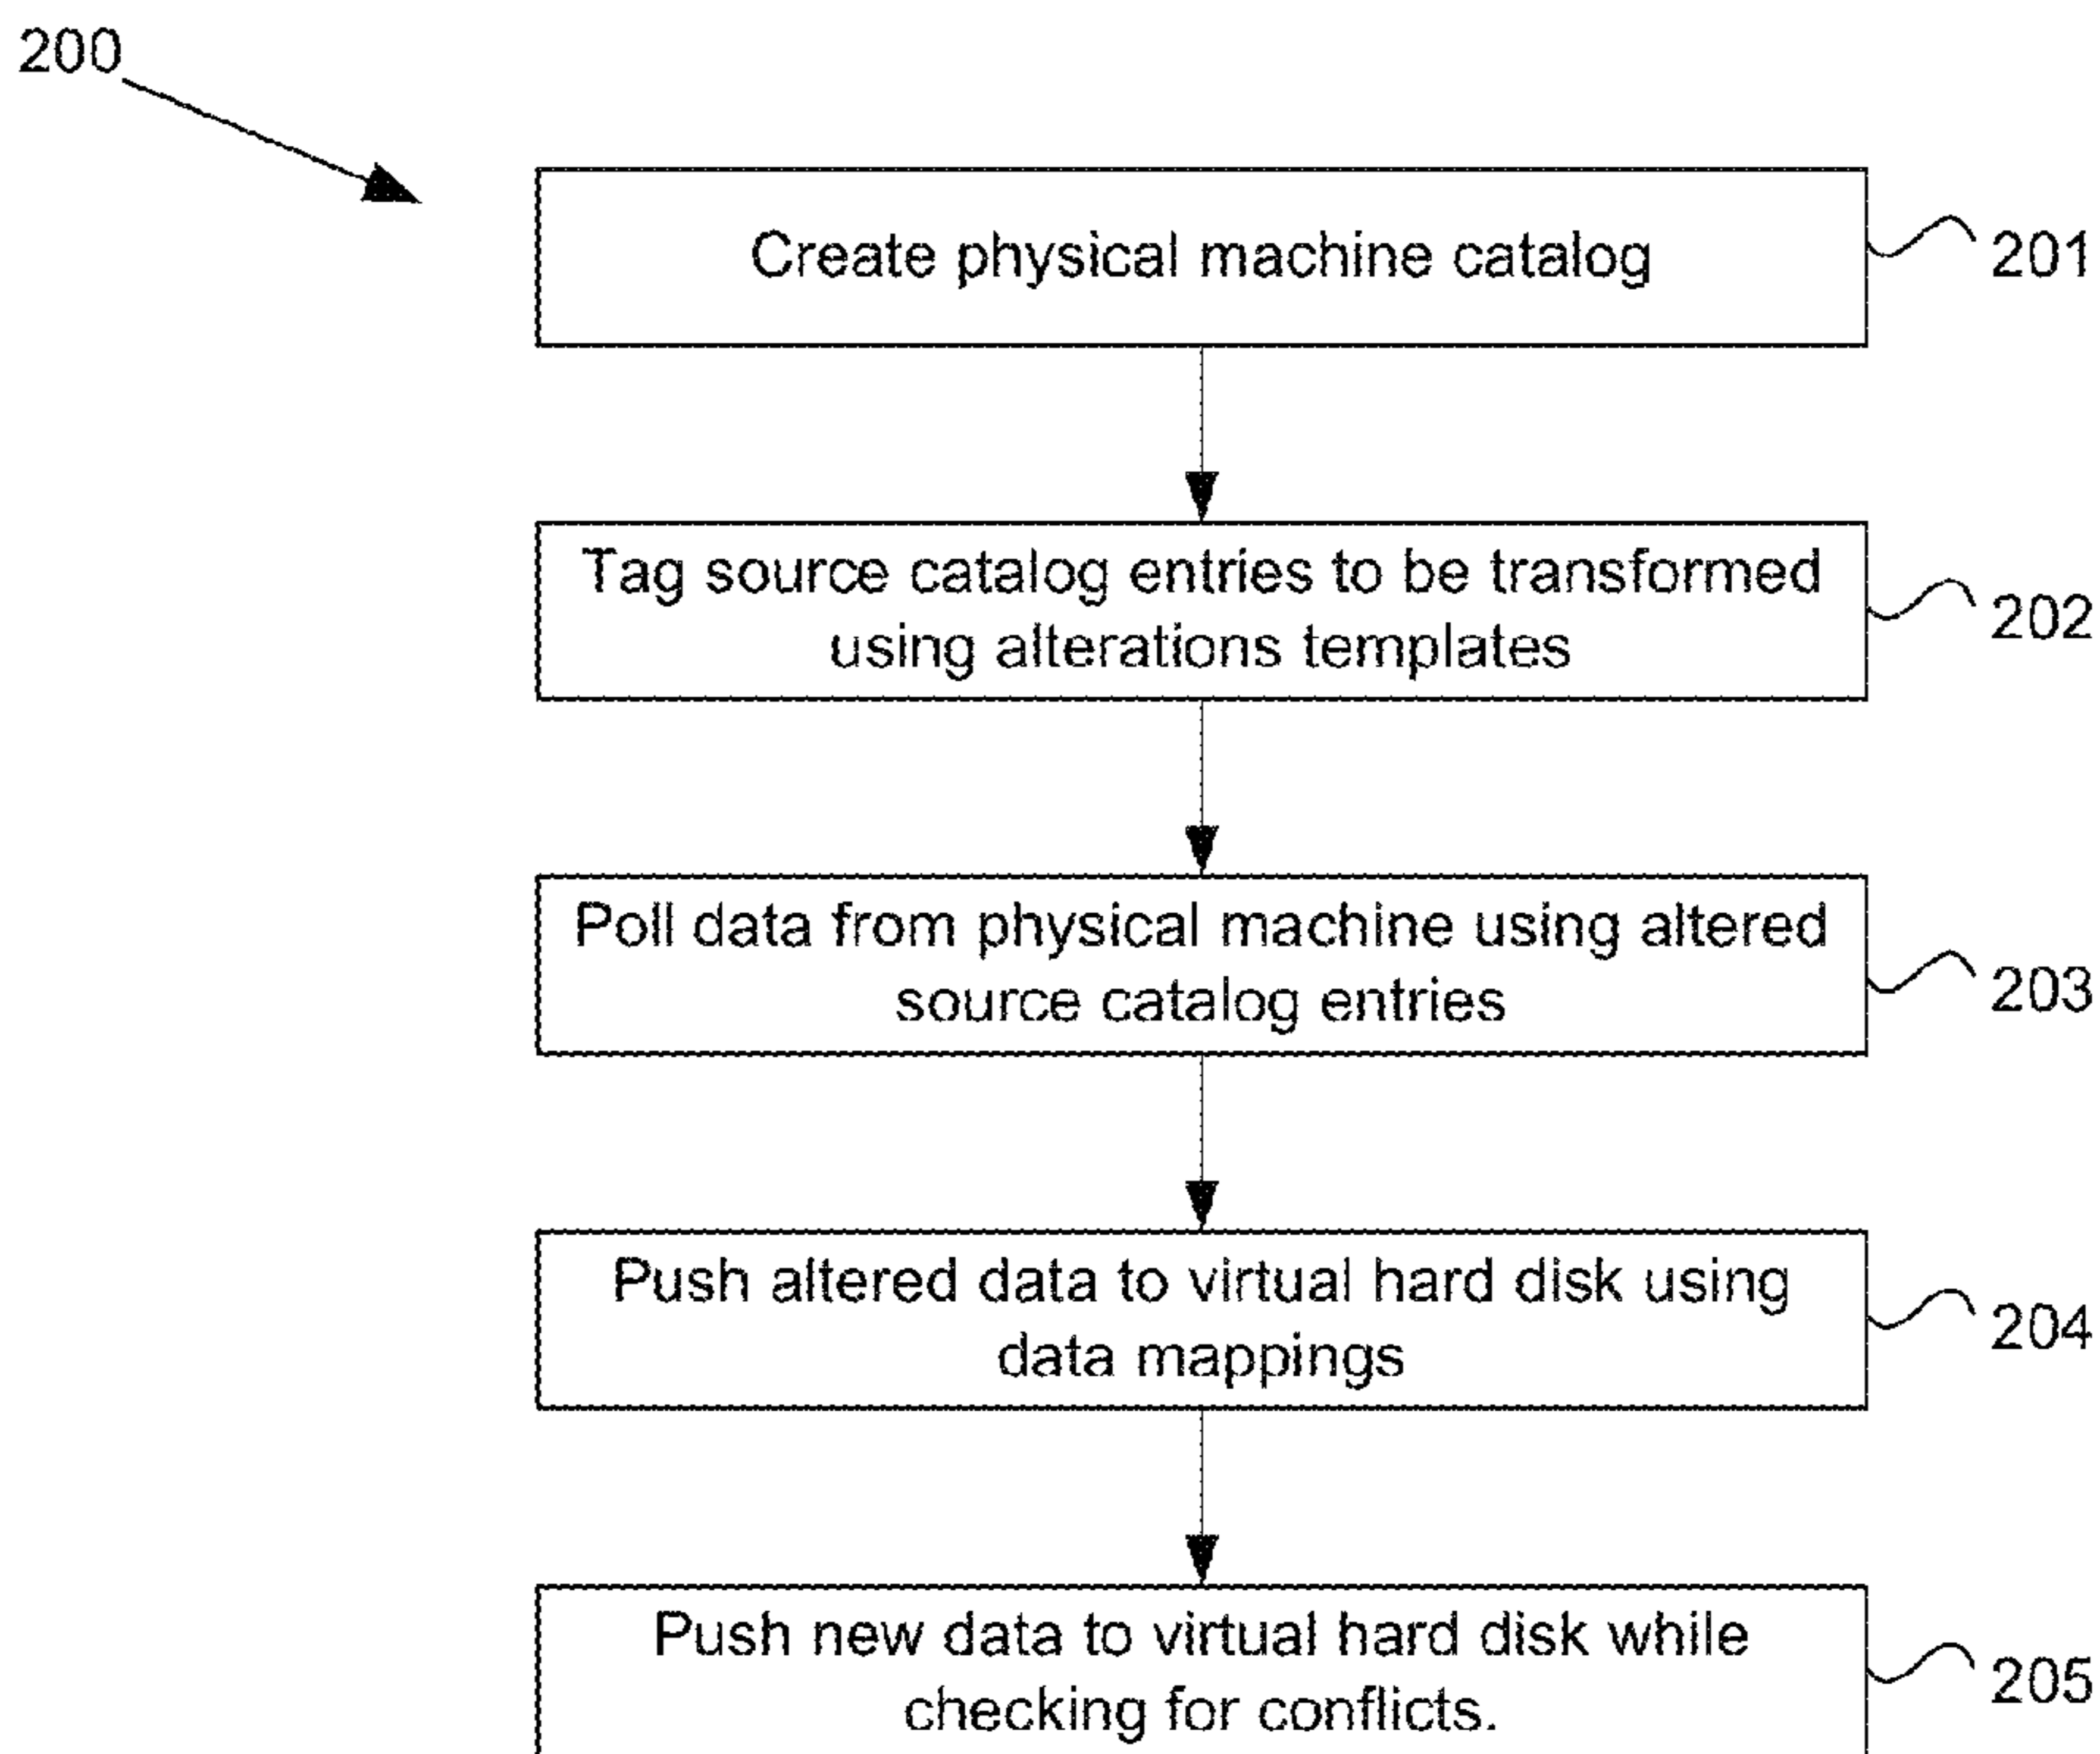 200
Create physical machine catalog
201
Tag source catalog entries to be transformed
using alterations templates
202
Poll data from physical machine using altered
source catalog entries
203
Push altered data to virtual hard disk using
data mappings
204
Push new data to virtual hard disk while
checking for conflicts.
205